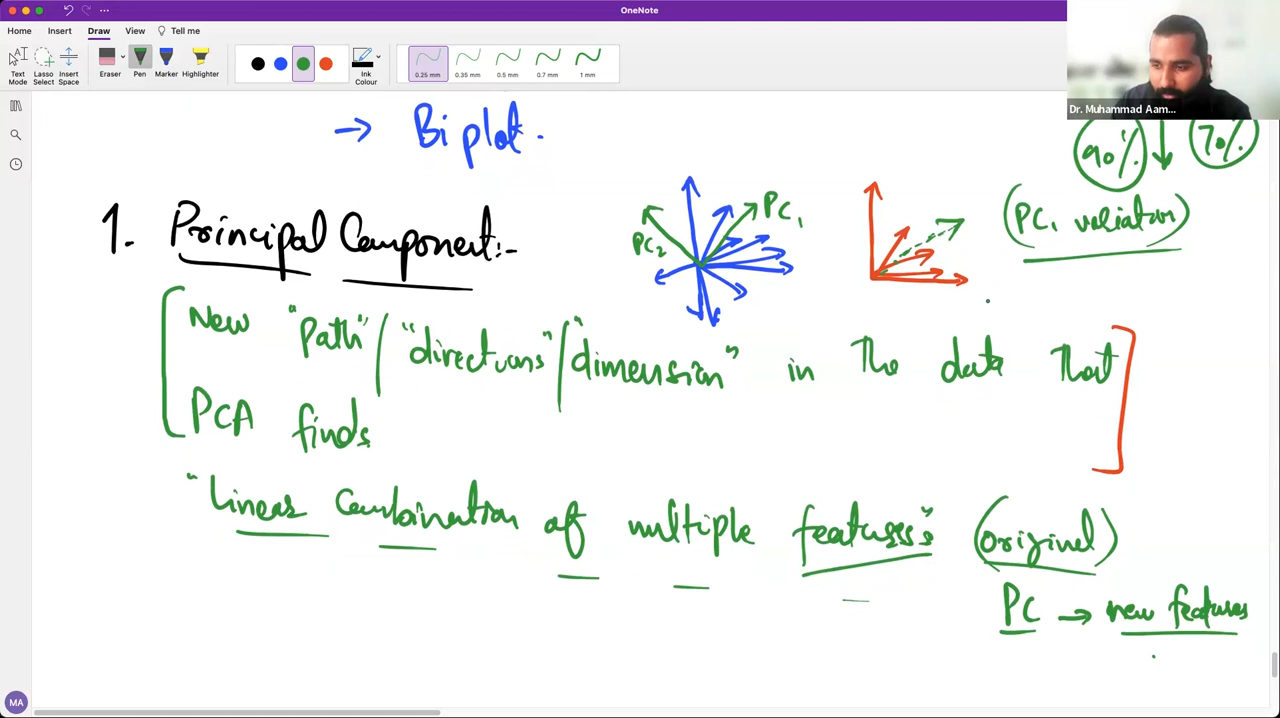 OneNote
Home Insert Draw View Tell me
Text Mode
Lasso Select
Insert Space
Eraser
Pen
Marker
Highlighter
Ink Colour
0.25 mm
0.35 mm
0.5 mm
0.7 mm
1 mm
Dr. Muhammad Aam...
→ Biplot.
90% ↓ 70%
1. Principal Component:-
PC2
PC1
(PC1 variation)
[New "Path" / "directions" / "dimension" in the data that
PCA finds]
"Linear Combination of multiple features" (original)
PC → new features
MA